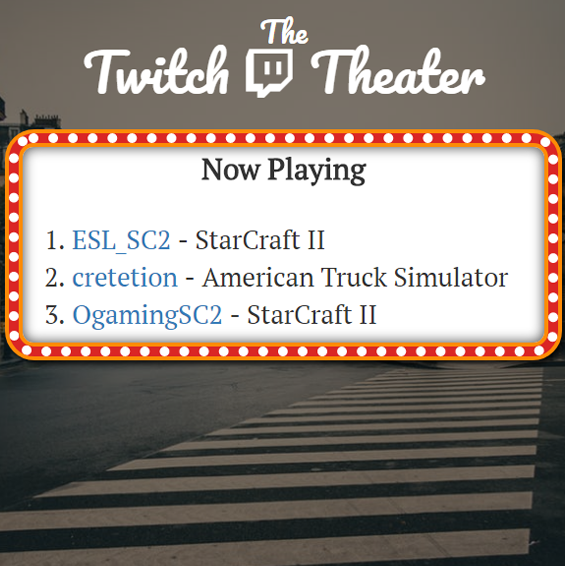 The
Twitch Theater
Now Playing
1. ESL_SC2 - StarCraft II
2. cretetion - American Truck Simulator
3. OgamingSC2 - StarCraft II